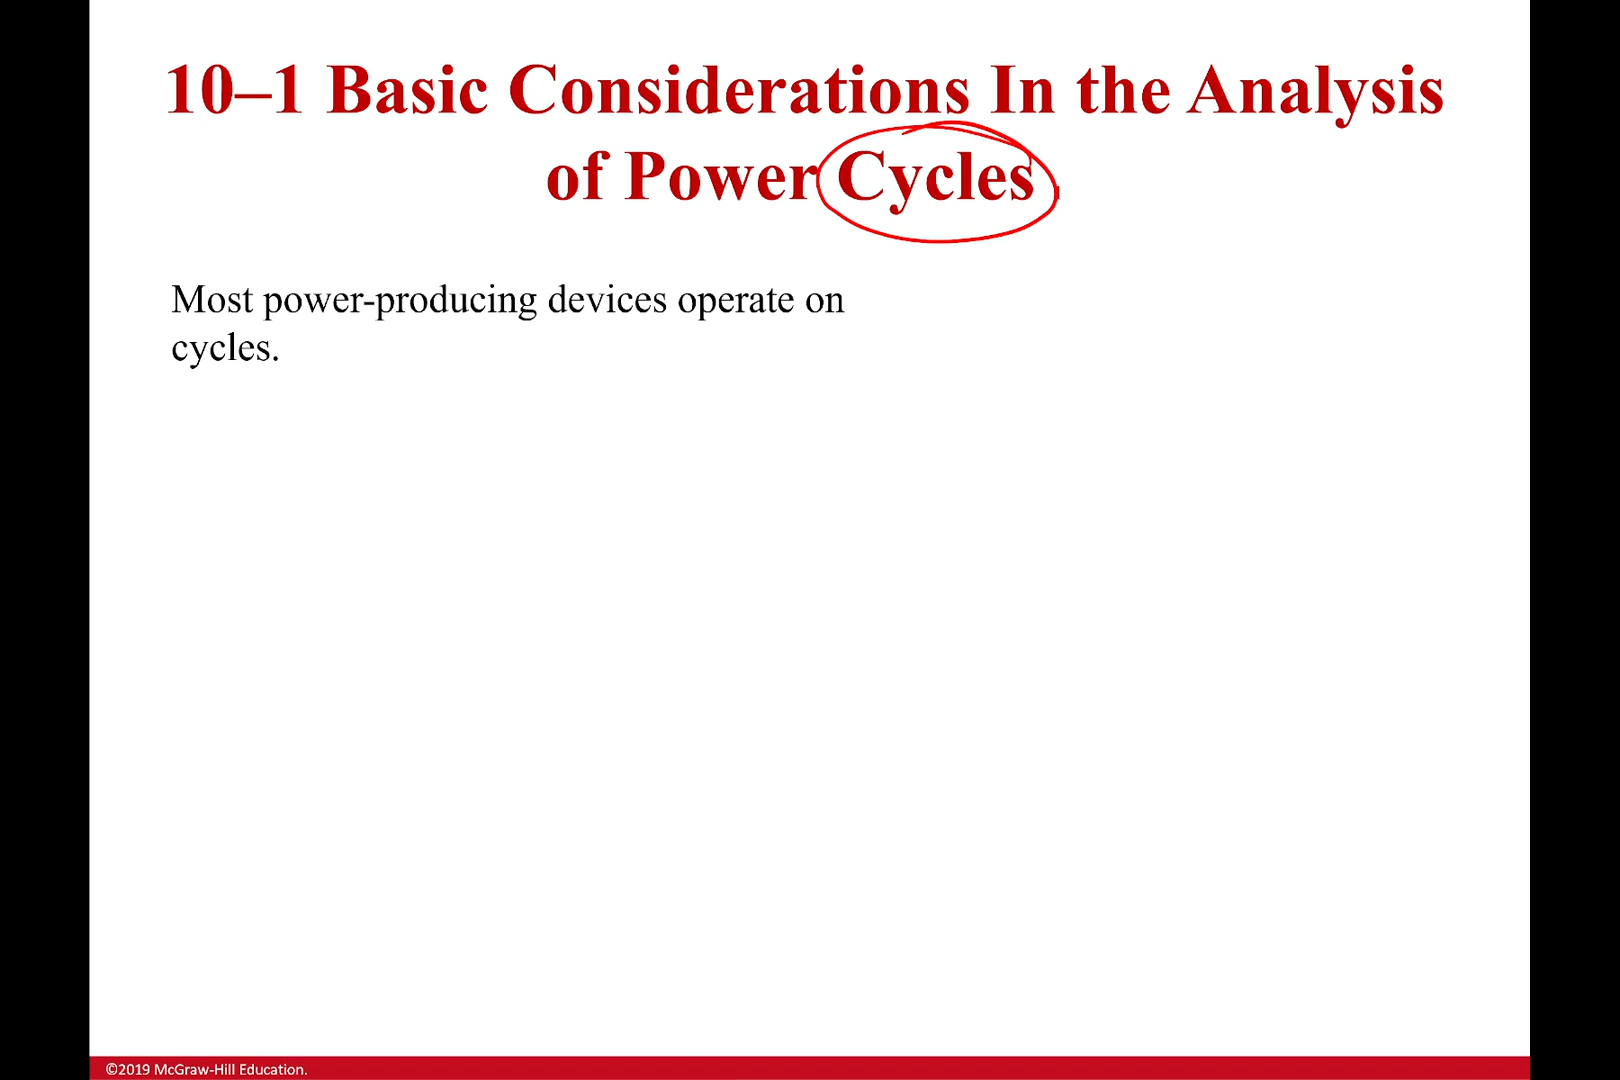 10–1 Basic Considerations In the Analysis
of Power Cycles
Most power-producing devices operate on
cycles.
©2019 McGraw-Hill Education.